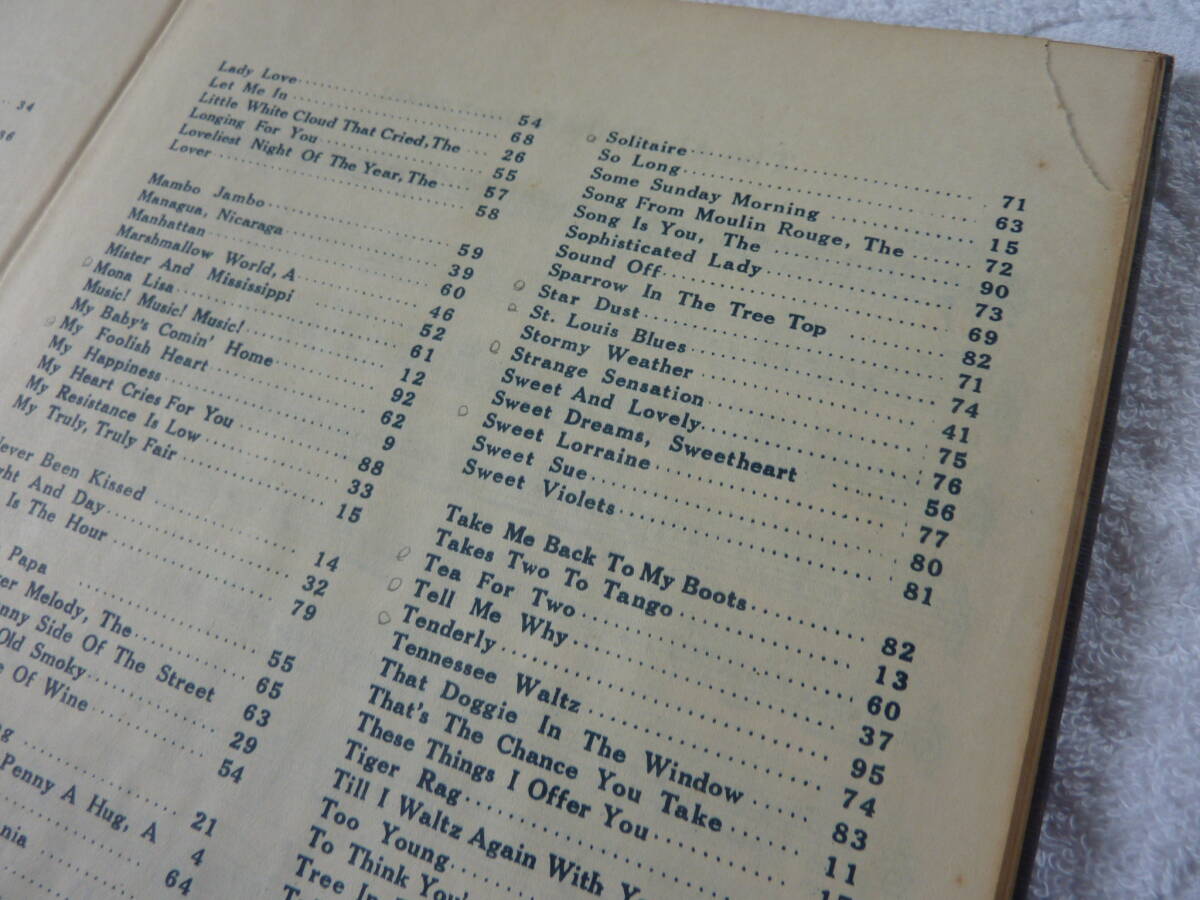 34
36
Lady Love 54
Let Me In 68
Little White Cloud That Cried, The 26
Longing For You 55
Loveliest Night Of The Year, The 57
Lover 58
Mambo Jambo 59
Managua, Nicaraga 39
Manhattan 60
Marshmallow World, A 46
Mister And Mississippi 52
Mona Lisa 61
Music! Music! Music! 12
My Baby's Comin' Home 92
My Foolish Heart 62
My Happiness 9
My Heart Cries For You 88
My Resistance Is Low 33
My Truly, Truly Fair 15
ever Been Kissed 14
ght And Day 32
Is The Hour 79
Papa 55
er Melody, The 65
nny Side Of The Street 63
Old Smoky 29
e Of Wine 54
g 21
Penny A Hug, A 4
64
nia
Solitaire 71
So Long 63
Some Sunday Morning 15
Song From Moulin Rouge, The 72
Song Is You, The 90
Sophisticated Lady 73
Sound Off 69
Sparrow In The Tree Top 82
Star Dust 71
St. Louis Blues 74
Stormy Weather 41
Strange Sensation 75
Sweet And Lovely 76
Sweet Dreams, Sweetheart 56
Sweet Lorraine 77
Sweet Sue 80
Sweet Violets 81
Take Me Back To My Boots 82
Takes Two To Tango 13
Tea For Two 60
Tell Me Why 37
Tenderly 95
Tennessee Waltz 74
That Doggie In The Window 83
That's The Chance You Take 11
These Things I Offer You
Tiger Rag
Till I Waltz Again With
Too Young
To Think You'
Tree In